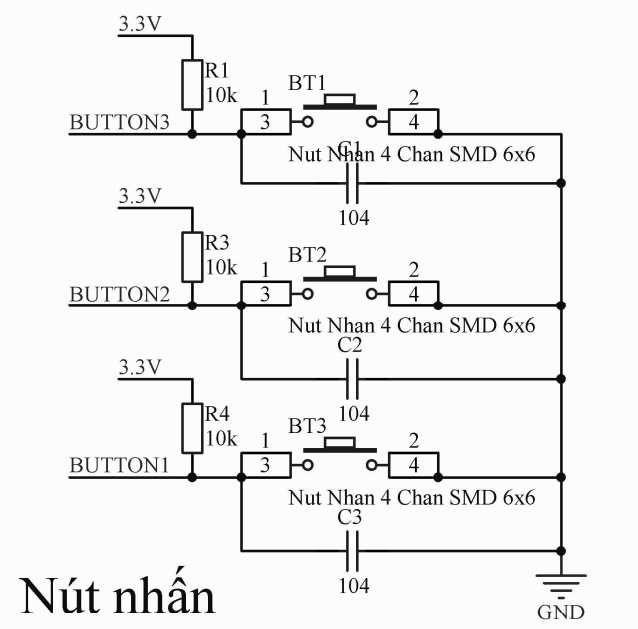 3.3V
R1
10k
BT1
1
2
BUTTON3
3
4
Nut Nhan 4 Chan SMD 6x6
C1
104
3.3V
R3
10k
BT2
1
2
BUTTON2
3
4
Nut Nhan 4 Chan SMD 6x6
C2
104
3.3V
R4
10k
BT3
1
2
BUTTON1
3
4
Nut Nhan 4 Chan SMD 6x6
C3
104
Nút nhấn
GND